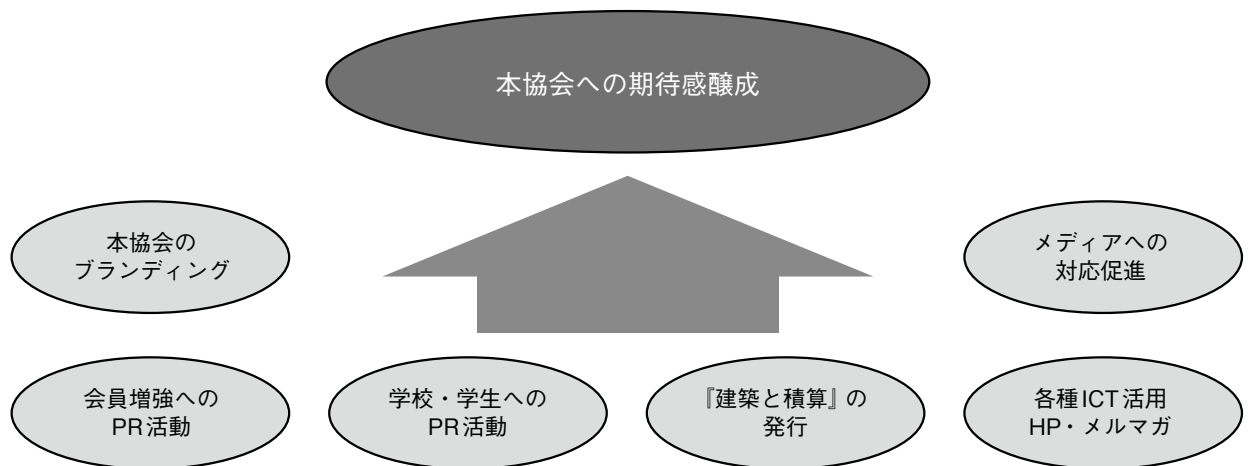 本協会への期待感醸成
本協会の
ブランディング
メディアへの
対応促進
会員増強への
PR活動
学校・学生への
PR活動
『建築と積算』の
発行
各種ICT活用
HP・メルマガ